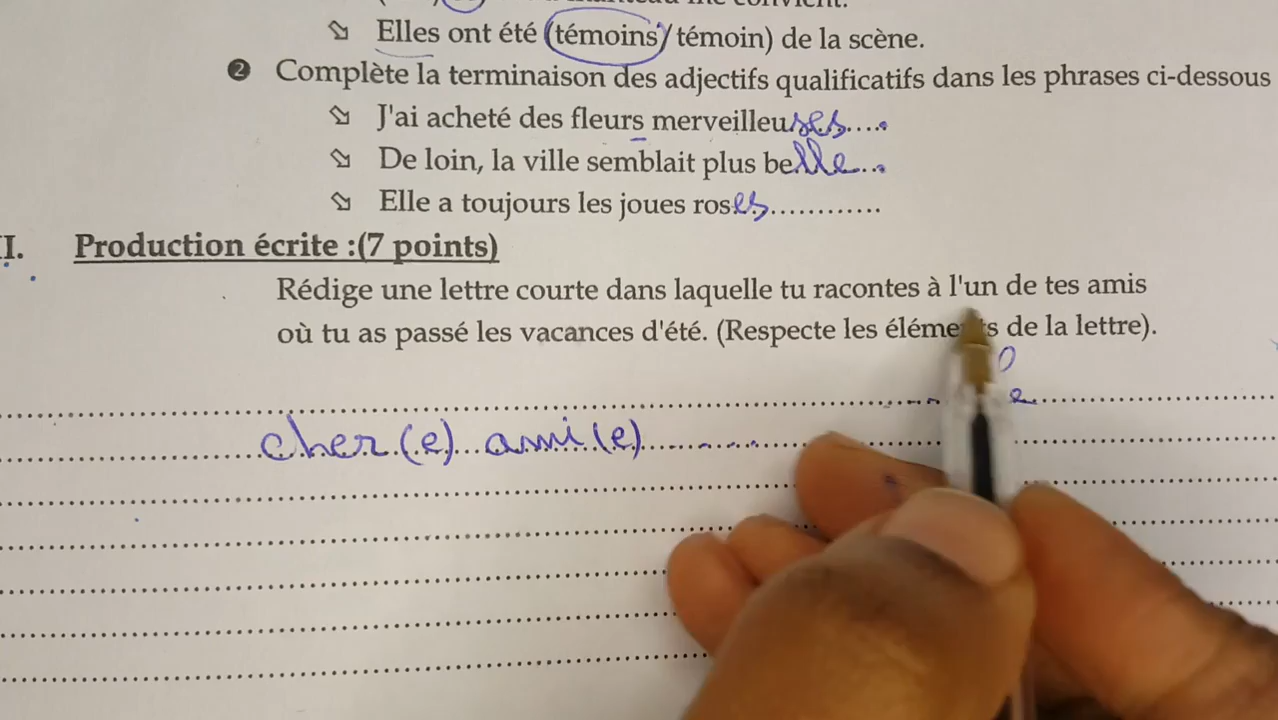 manteau me convient.
Elles ont été (témoins/témoin) de la scène.
❷ Complète la terminaison des adjectifs qualificatifs dans les phrases ci-dessous
J'ai acheté des fleurs merveilleuses....
De loin, la ville semblait plus belle...
Elle a toujours les joues roses............
I. Production écrite :(7 points)
Rédige une lettre courte dans laquelle tu racontes à l'un de tes amis
où tu as passé les vacances d'été. (Respecte les éléments de la lettre).
cher(e) ami(e)